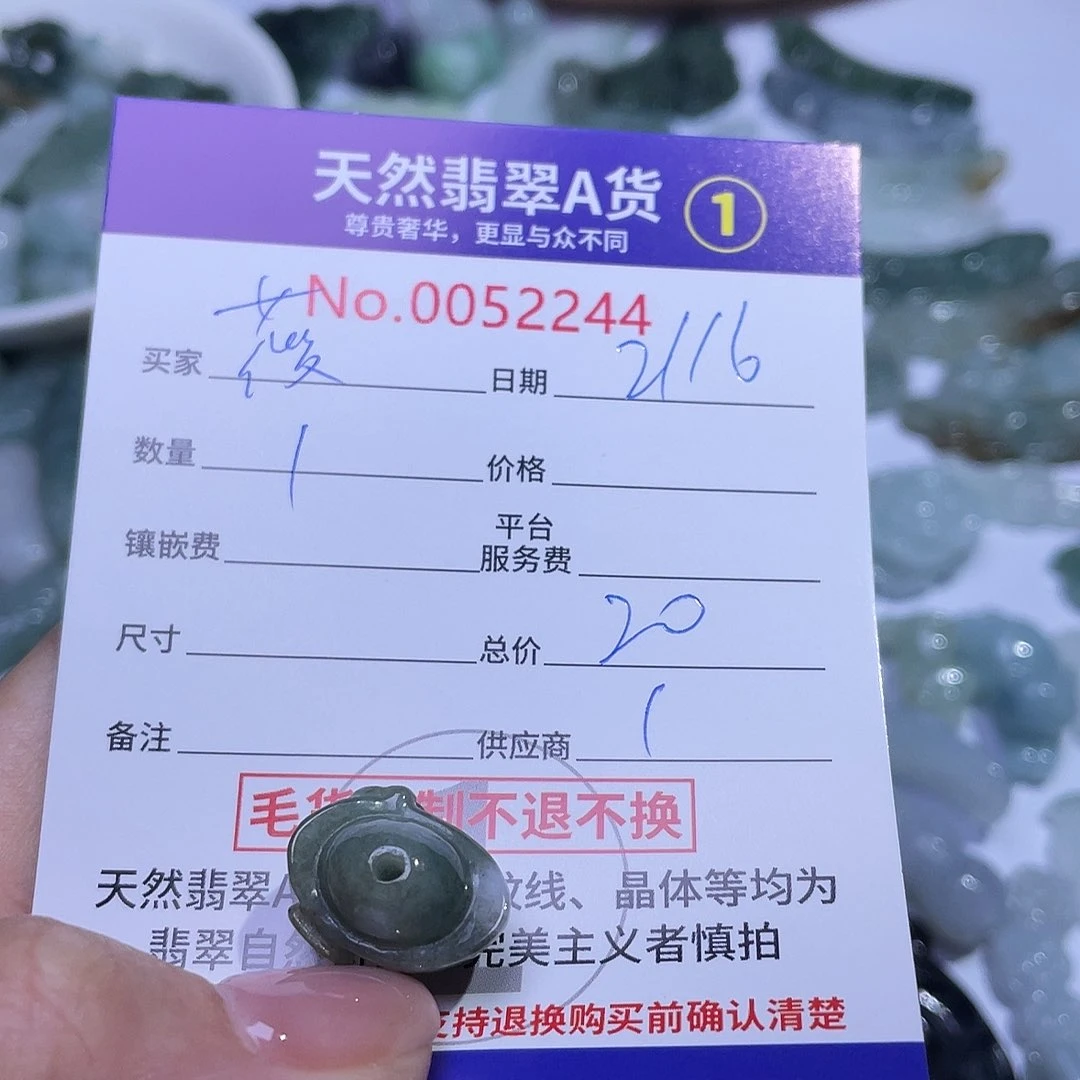 天然翡翠A货 1
尊贵奢华，更显与众不同
No.0052244
买家 日期 2/16
数量 1 价格
镶嵌费 平台
服务费
尺寸 总价 20
备注 供应商 1
毛货 制不退不换
天然翡翠A 纹线、晶体等均为
翡翠自然 完美主义者慎拍
支持退换购买前确认清楚